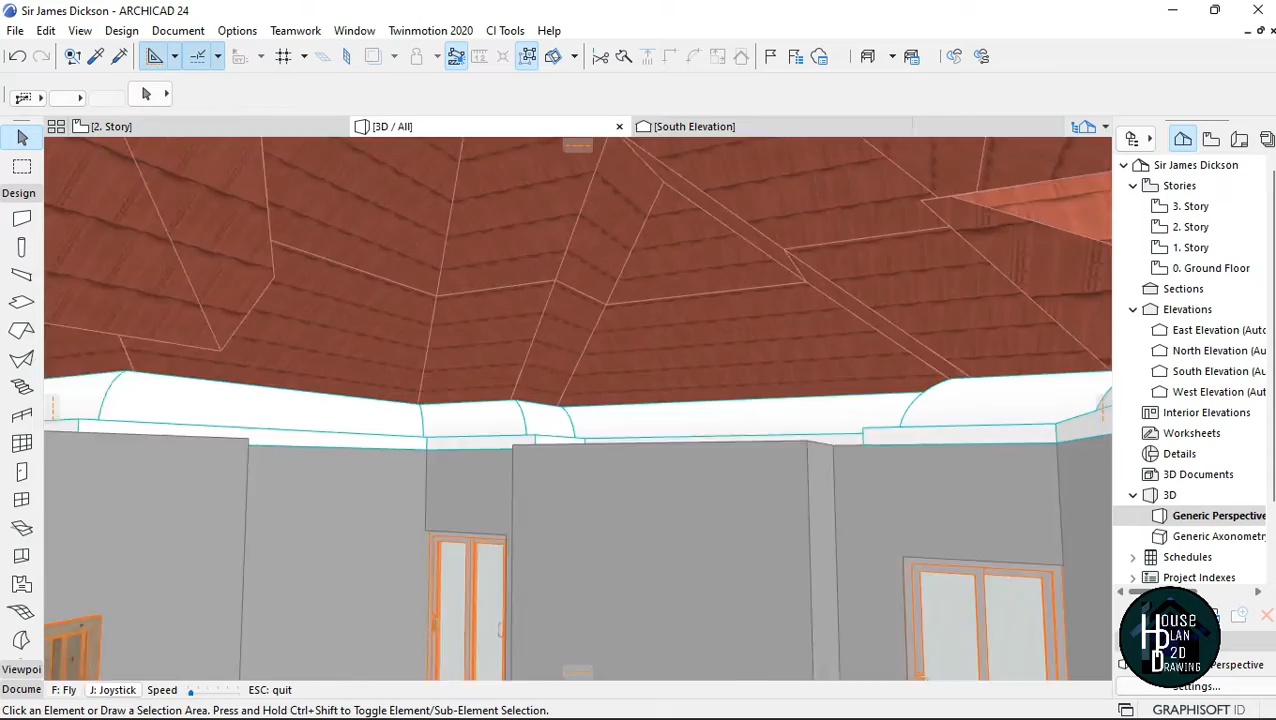 Sir James Dickson - ARCHICAD 24
File Edit View Design Document Options Teamwork Window Twinmotion 2020 CI Tools Help
[2. Story]
[3D / All]
[South Elevation]
Design
Viewpoi
Docume
Sir James Dickson
Stories
3. Story
2. Story
1. Story
0. Ground Floor
Sections
Elevations
East Elevation (Auto
North Elevation (Au
South Elevation (Au
West Elevation (Aut
Interior Elevations
Worksheets
Details
3D Documents
3D
Generic Perspective
Generic Axonometr
Schedules
Project Indexes
HOUSE
PLAN
2D
DRAWING
Perspective
Settings...
F: Fly J: Joystick Speed ESC: quit
Click an Element or Draw a Selection Area. Press and Hold Ctrl+Shift to Toggle Element/Sub-Element Selection.
GRAPHISOFT ID